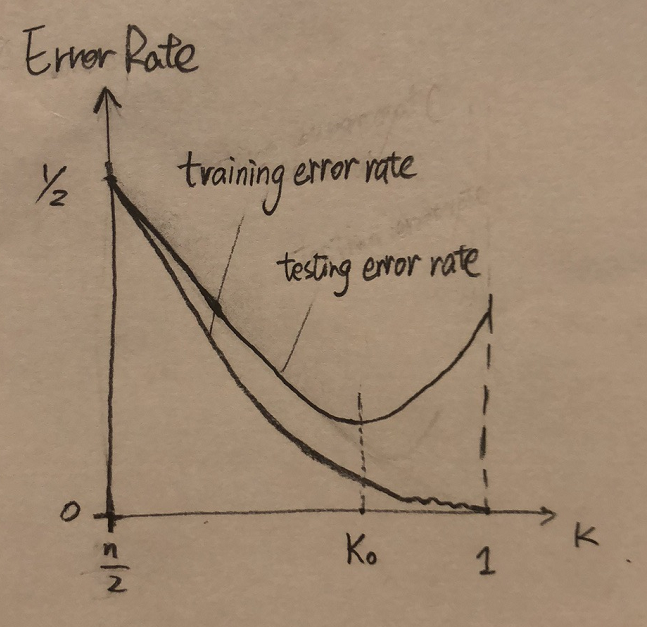 Error Rate
1/2
training error rate
testing error rate
0
n/2
K₀
1
K